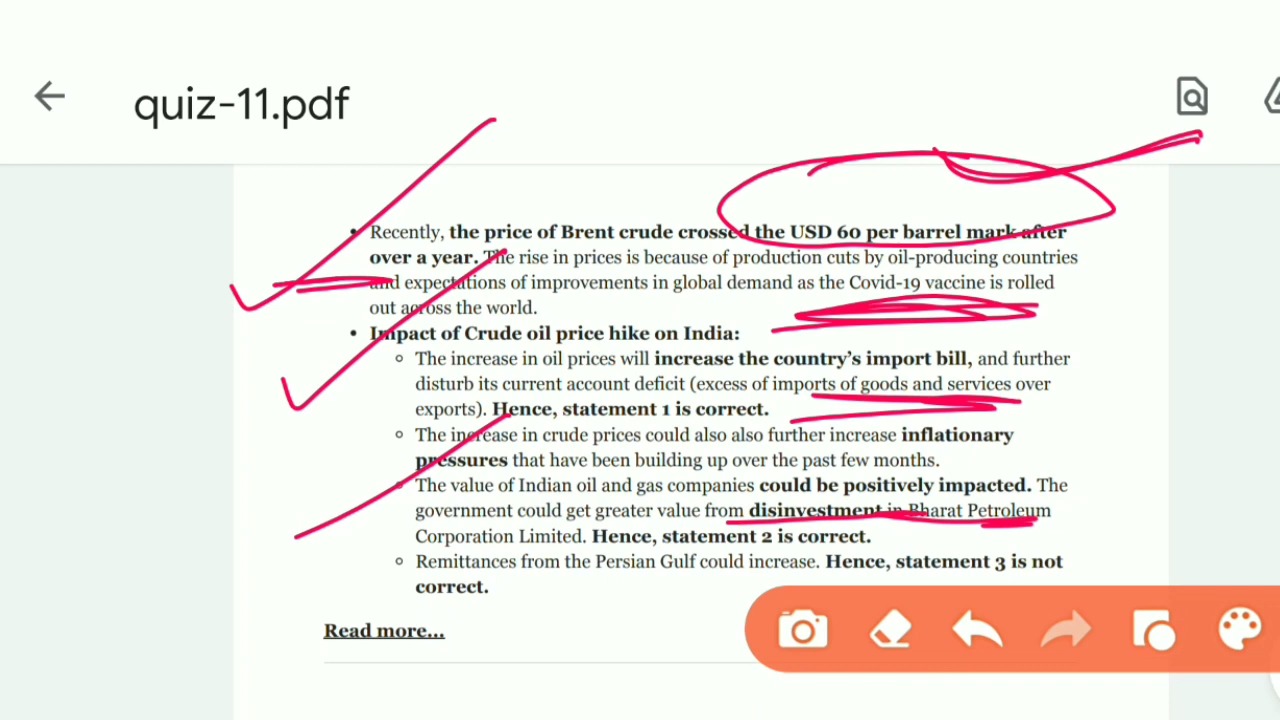 quiz-11.pdf
• Recently, the price of Brent crude crossed the USD 60 per barrel mark after
over a year. The rise in prices is because of production cuts by oil-producing countries
and expectations of improvements in global demand as the Covid-19 vaccine is rolled
out across the world.
• Impact of Crude oil price hike on India:
The increase in oil prices will increase the country's import bill, and further
disturb its current account deficit (excess of imports of goods and services over
exports). Hence, statement 1 is correct.
The increase in crude prices could also also further increase inflationary
pressures that have been building up over the past few months.
The value of Indian oil and gas companies could be positively impacted. The
government could get greater value from disinvestment in Bharat Petroleum
Corporation Limited. Hence, statement 2 is correct.
Remittances from the Persian Gulf could increase. Hence, statement 3 is not
correct.
Read more...